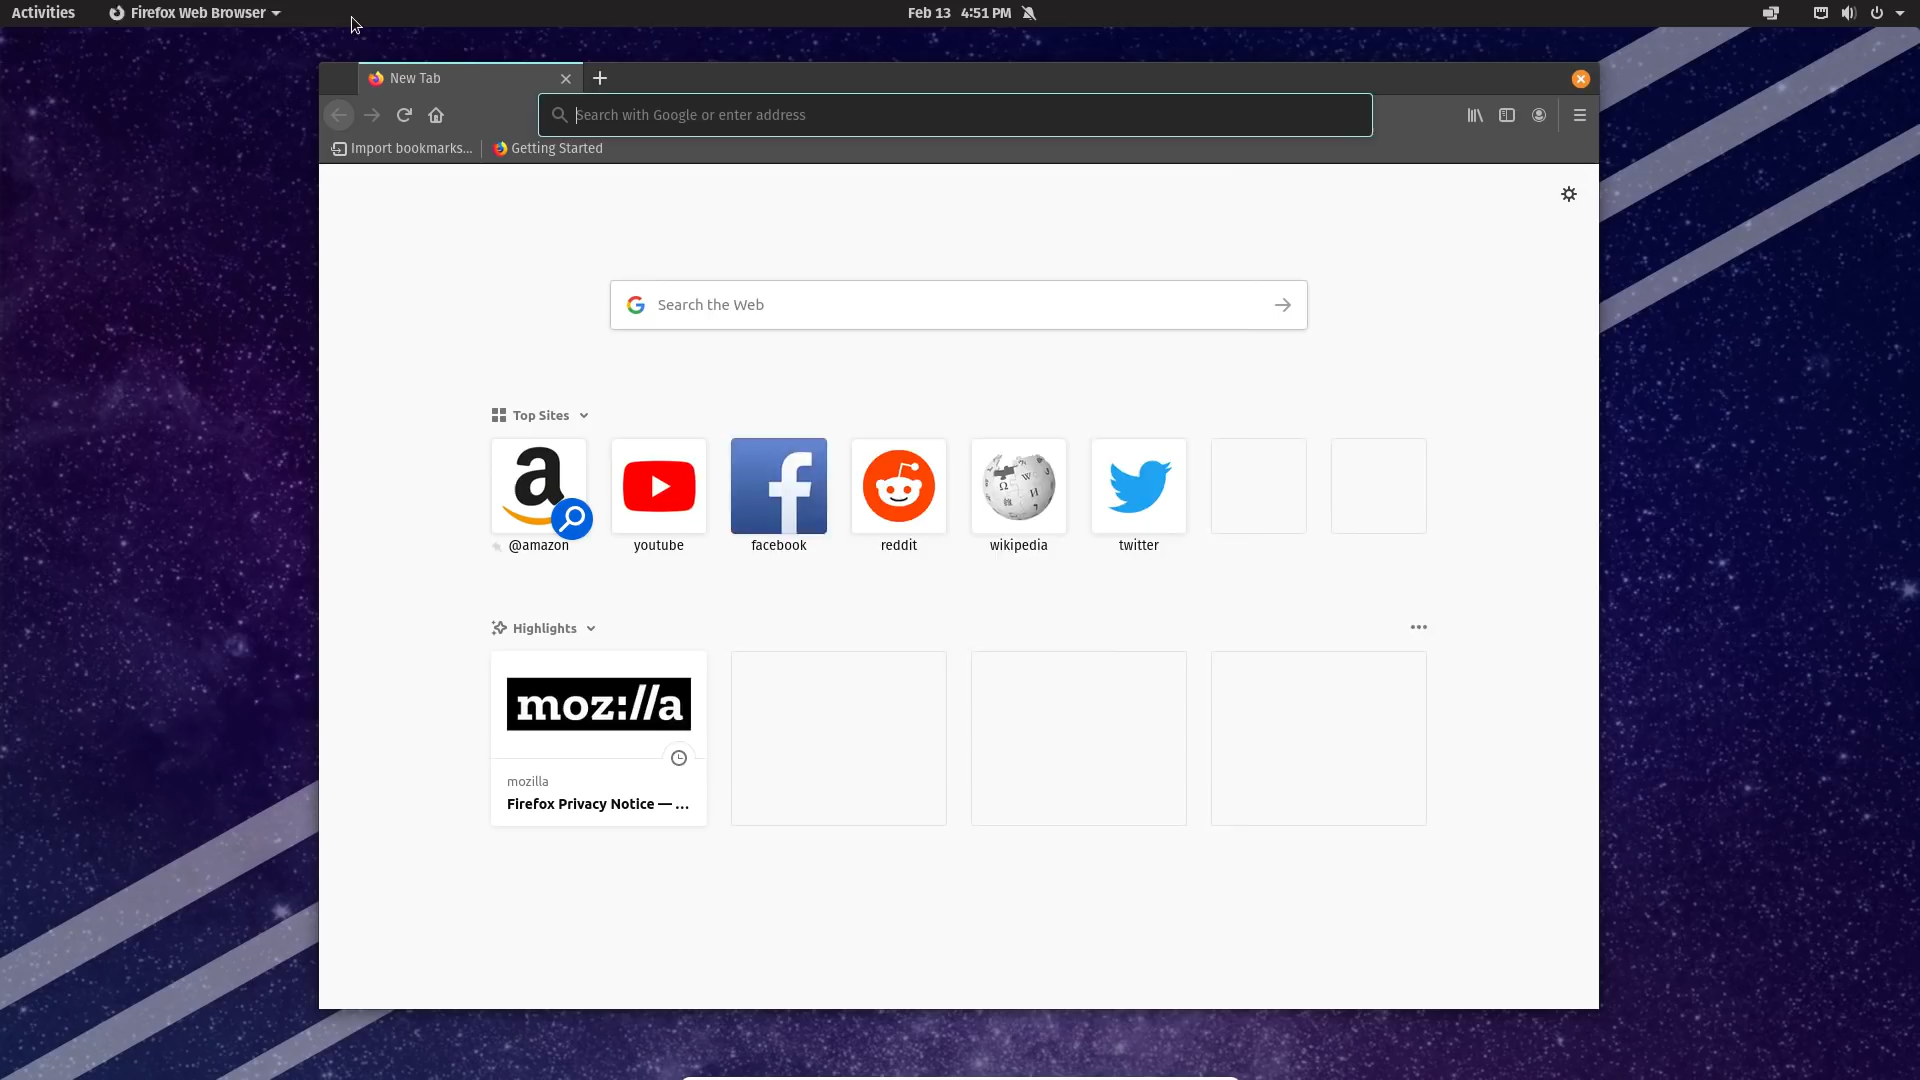 Activities
Firefox Web Browser
Feb 13 4:51 PM
New Tab
Search with Google or enter address
Import bookmarks...
Getting Started
Search the Web
Top Sites
@amazon
youtube
facebook
reddit
wikipedia
twitter
Highlights
moz://a
mozilla
Firefox Privacy Notice — ...